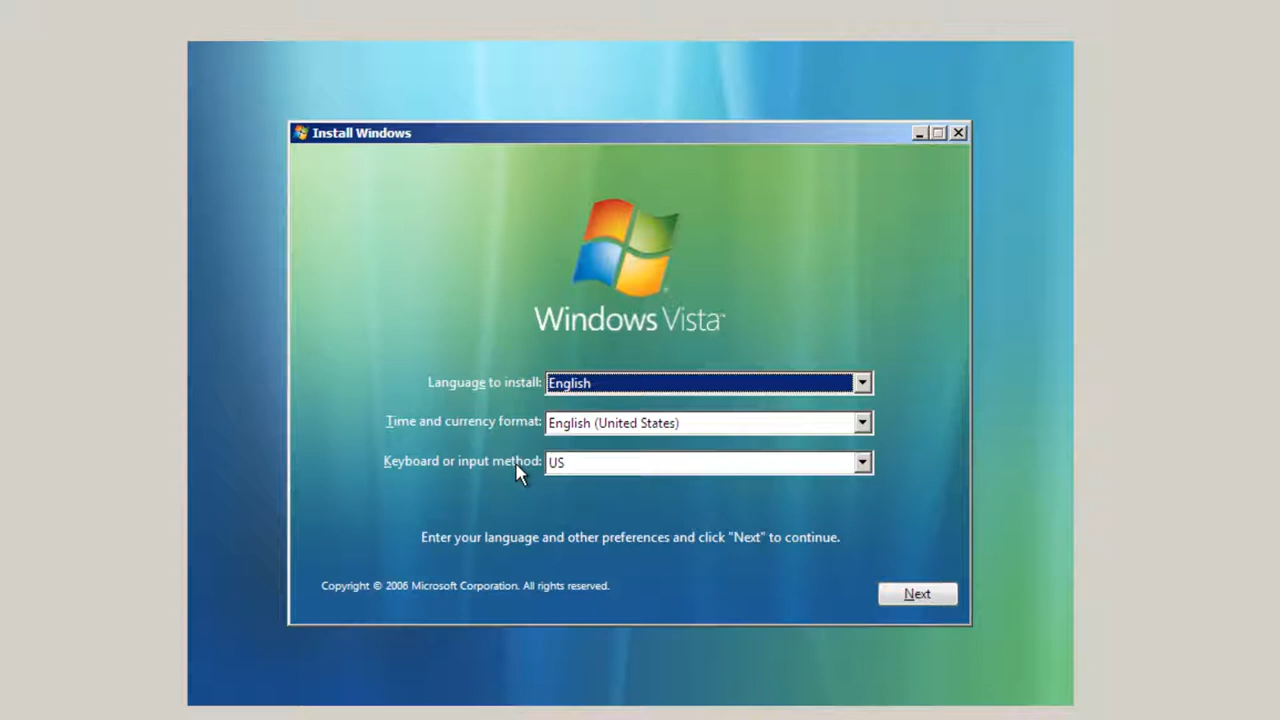 Install Windows
Windows Vista™
Language to install: English
Time and currency format: English (United States)
Keyboard or input method: US
Enter your language and other preferences and click "Next" to continue.
Copyright © 2006 Microsoft Corporation. All rights reserved.
Next